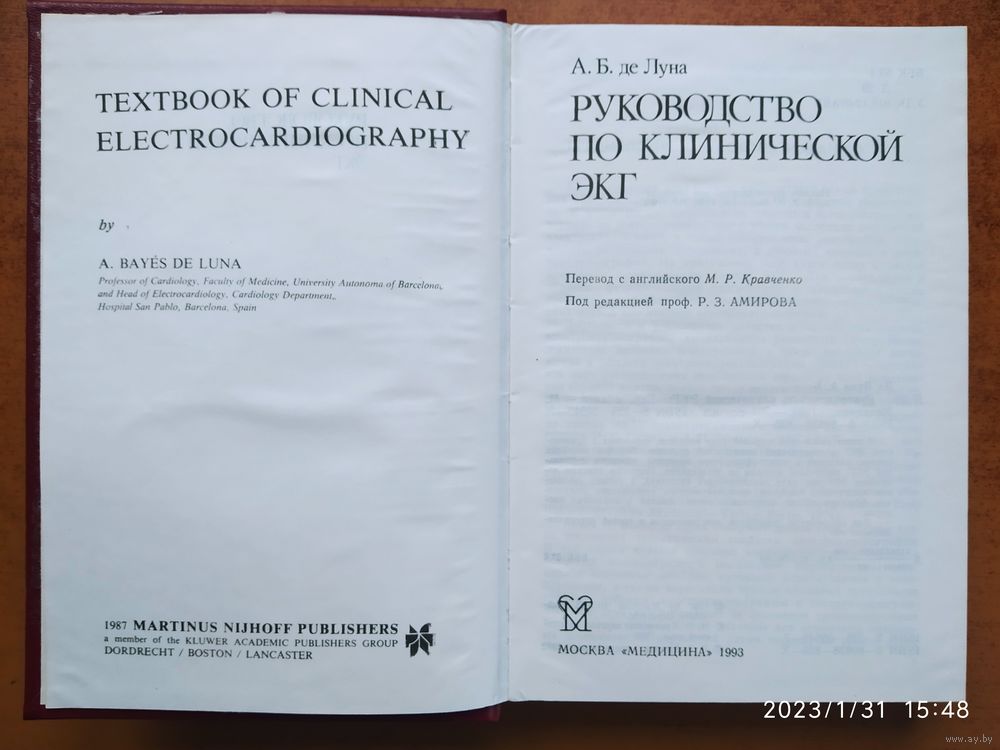 TEXTBOOK OF CLINICAL
ELECTROCARDIOGRAPHY
by
A. BAYÉS DE LUNA
Professor of Cardiology, Faculty of Medicine, University Autonoma of Barcelona,
and Head of Electrocardiology, Cardiology Department,
Hospital San Pablo, Barcelona, Spain
1987 MARTINUS NIJHOFF PUBLISHERS
a member of the KLUWER ACADEMIC PUBLISHERS GROUP
DORDRECHT / BOSTON / LANCASTER
А. Б. де Луна
РУКОВОДСТВО
ПО КЛИНИЧЕСКОЙ
ЭКГ
Перевод с английского М. Р. Кравченко
Под редакцией проф. Р. З. АМИРОВА
МОСКВА «МЕДИЦИНА» 1993
2023/1/31 15:48
www.ay.by